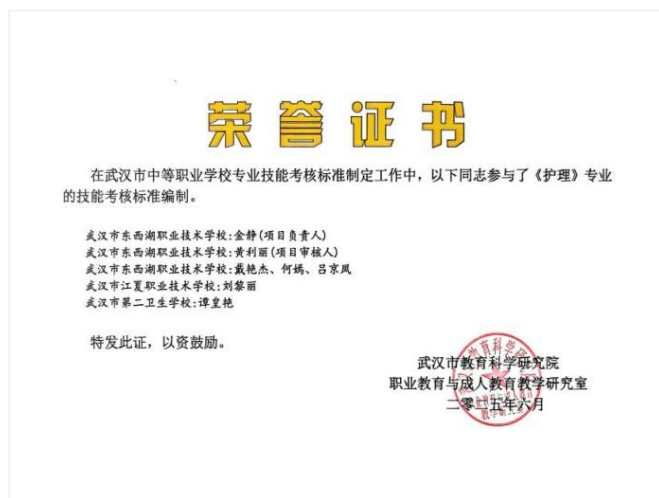 荣誉证书
在武汉市中等职业学校专业技能考核标准制定工作中，以下同志参与了《护理》专业
的技能考核标准编制。
武汉市东西湖职业技术学校:金静(项目负责人)
武汉市东西湖职业技术学校:黄利丽(项目审核人)
武汉市东西湖职业技术学校:戴艳杰、何嫣、吕京凤
武汉市江夏职业技术学校:刘黎丽
武汉市第二卫生学校:谭皇艳
特发此证，以资鼓励。
武汉市教育科学研究院
职业教育与成人教育教学研究室
二零二五年六月